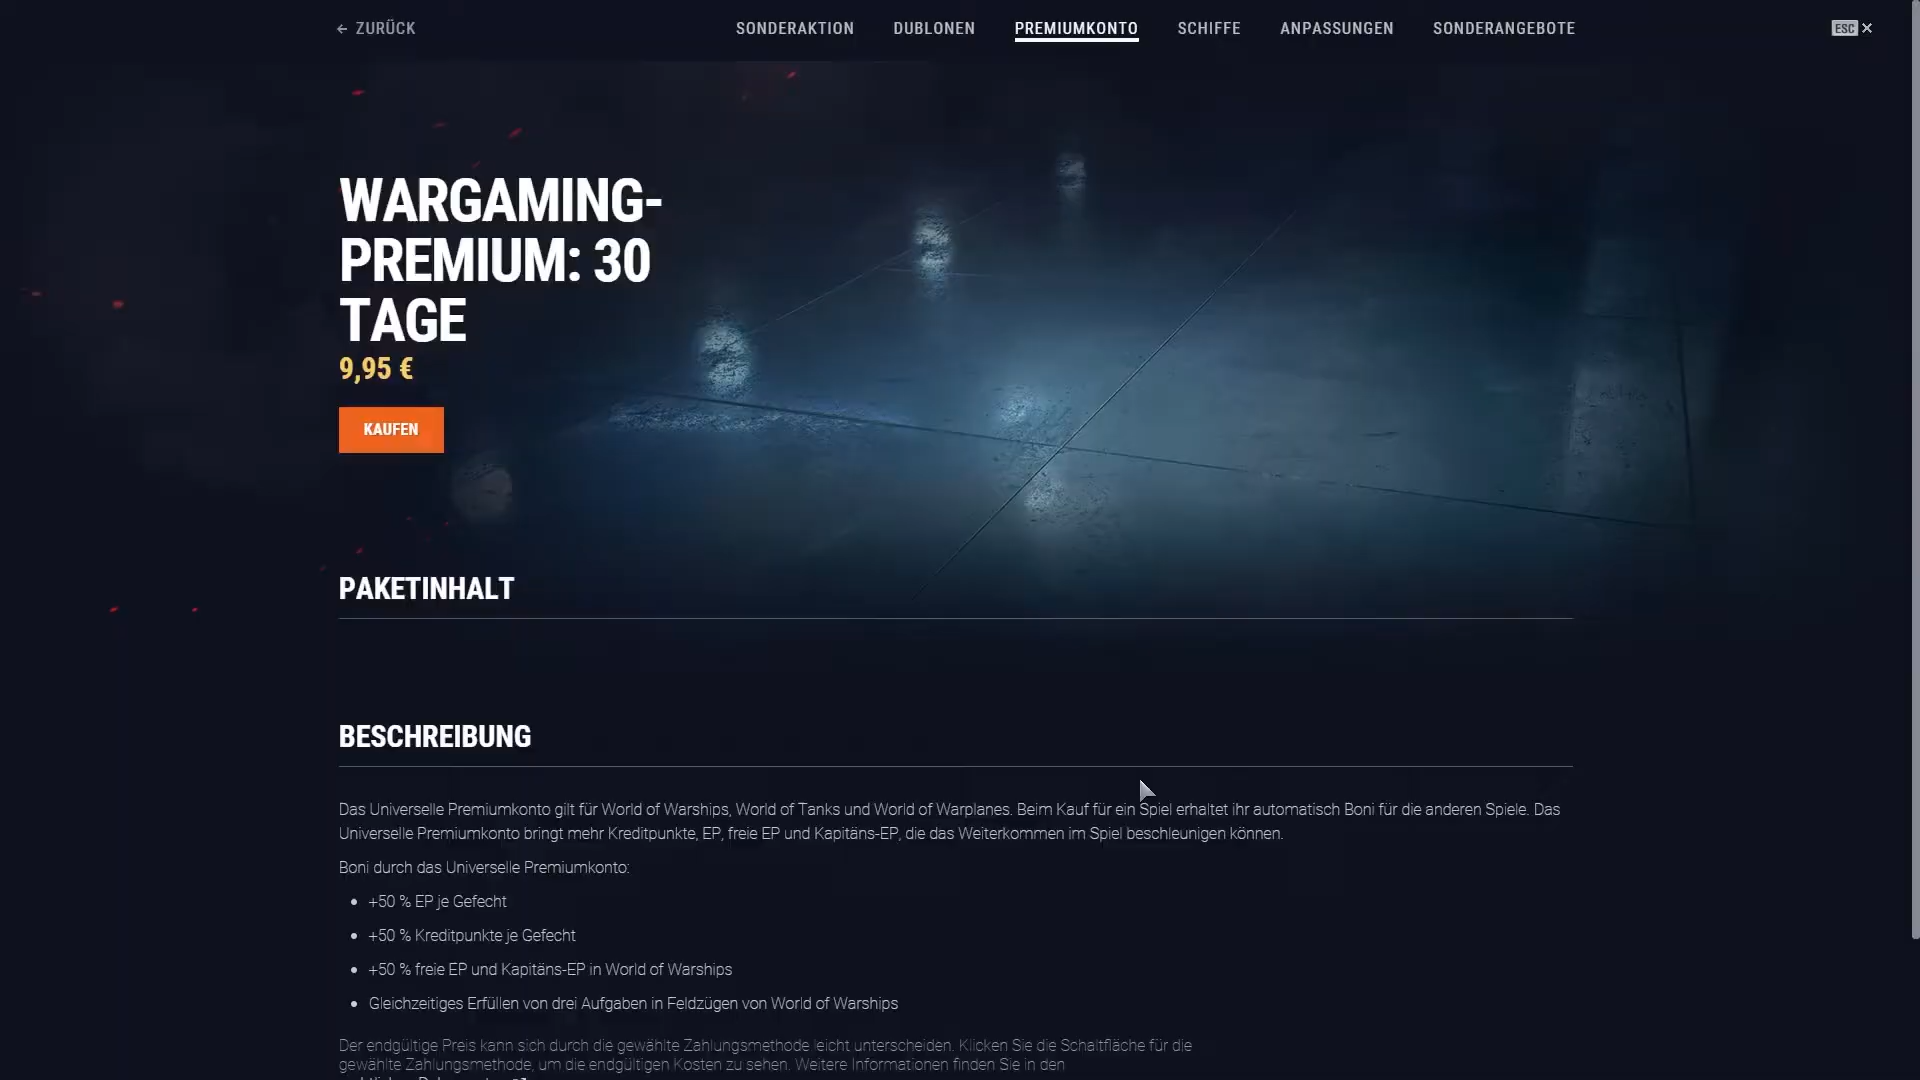 ← ZURÜCK
SONDERAKTION DUBLONEN PREMIUMKONTO SCHIFFE ANPASSUNGEN SONDERANGEBOTE
ESC ×
WARGAMING-
PREMIUM: 30
TAGE
9,95 €
KAUFEN
PAKETINHALT
BESCHREIBUNG
Das Universelle Premiumkonto gilt für World of Warships, World of Tanks und World of Warplanes. Beim Kauf für ein Spiel erhaltet ihr automatisch Boni für die anderen Spiele. Das
Universelle Premiumkonto bringt mehr Kreditpunkte, EP, freie EP und Kapitäns-EP, die das Weiterkommen im Spiel beschleunigen können.
Boni durch das Universelle Premiumkonto:
• +50 % EP je Gefecht
• +50 % Kreditpunkte je Gefecht
• +50 % freie EP und Kapitäns-EP in World of Warships
• Gleichzeitiges Erfüllen von drei Aufgaben in Feldzügen von World of Warships
Der endgültige Preis kann sich durch die gewählte Zahlungsmethode leicht unterscheiden. Klicken Sie die Schaltfläche für die
gewählte Zahlungsmethode, um die endgültigen Kosten zu sehen. Weitere Informationen finden Sie in den